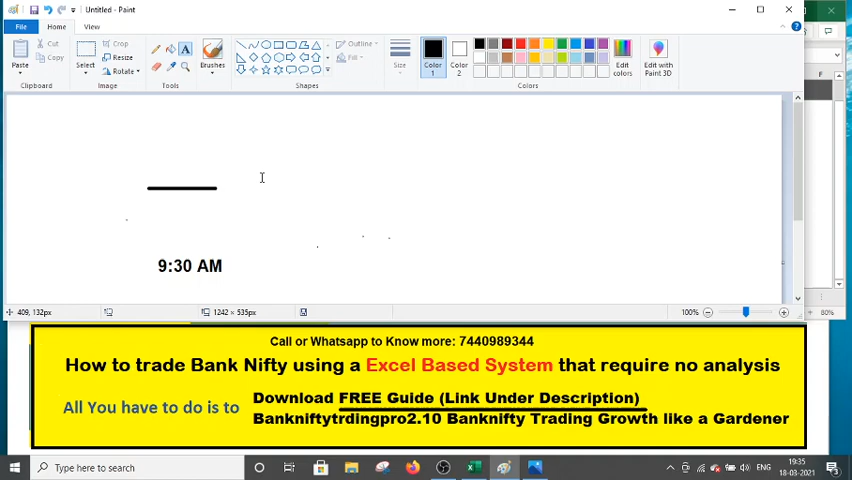 Untitled - Paint
File Home View
Cut
Copy
Paste
Clipboard
Crop
Resize
Rotate
Select
Image
Tools
Brushes
Shapes
Outline
Fill
Size
Color 1
Color 2
Colors
Edit colors
Edit with Paint 3D
F
9:30 AM
409, 132px
1242 × 535px
100%
80%
Call or Whatsapp to Know more: 7440989344
How to trade Bank Nifty using a Excel Based System that require no analysis
All You have to do is to
Download FREE Guide (Link Under Description)
Bankniftytrdingpro2.10 Banknifty Trading Growth like a Gardener
Type here to search
ENG
19:35
18-03-2021
3